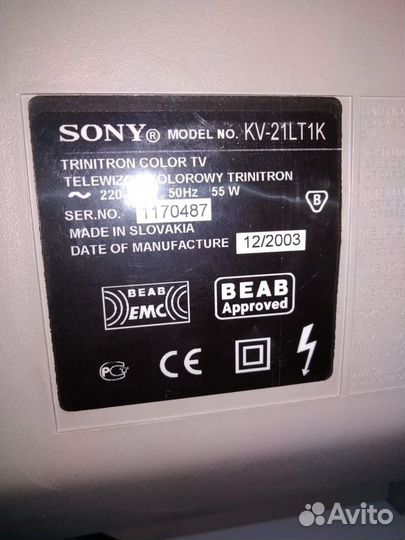 SONY® MODEL NO. KV-21LT1K
TRINITRON COLOR TV
TELEWIZOR KOLOROWY TRINITRON
~ 220- 50Hz 55 W
SER.NO. 1170487
B
MADE IN SLOVAKIA
DATE OF MANUFACTURE 12/2003
BEAB
EMC
BEAB
Approved
CE
Avito